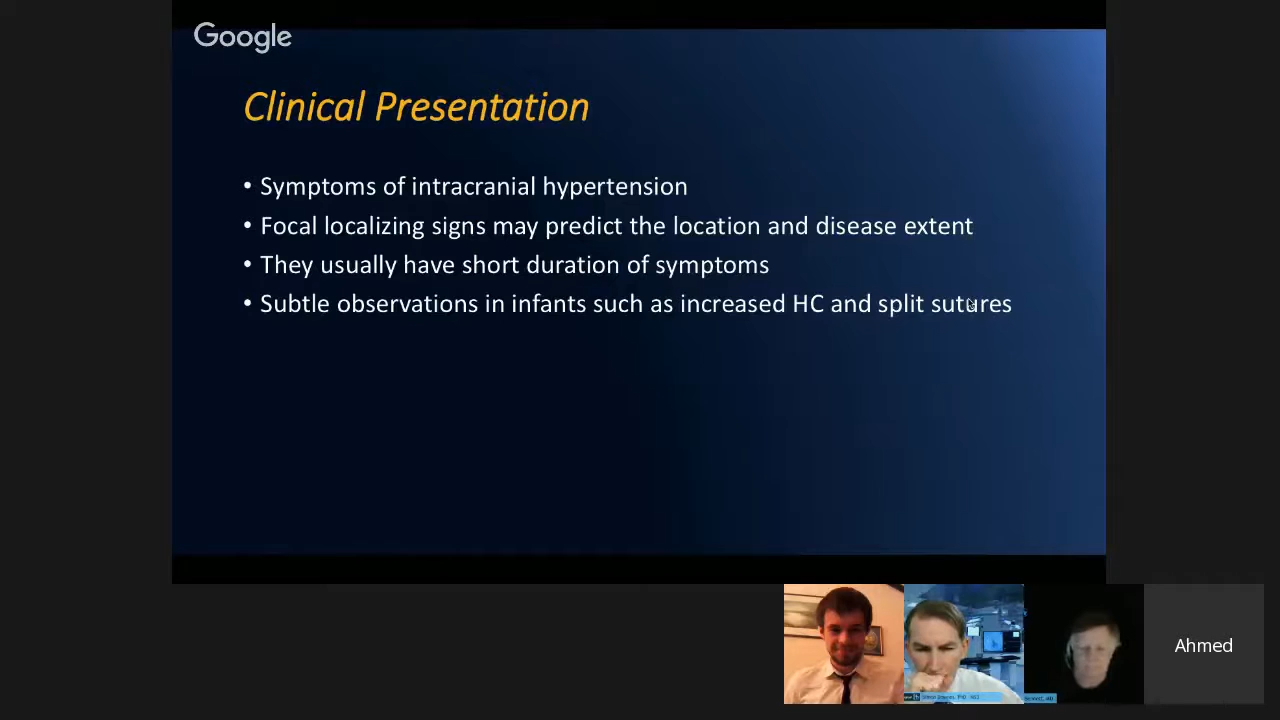 Google
Clinical Presentation
• Symptoms of intracranial hypertension
• Focal localizing signs may predict the location and disease extent
• They usually have short duration of symptoms
• Subtle observations in infants such as increased HC and split sutures
Ahmed